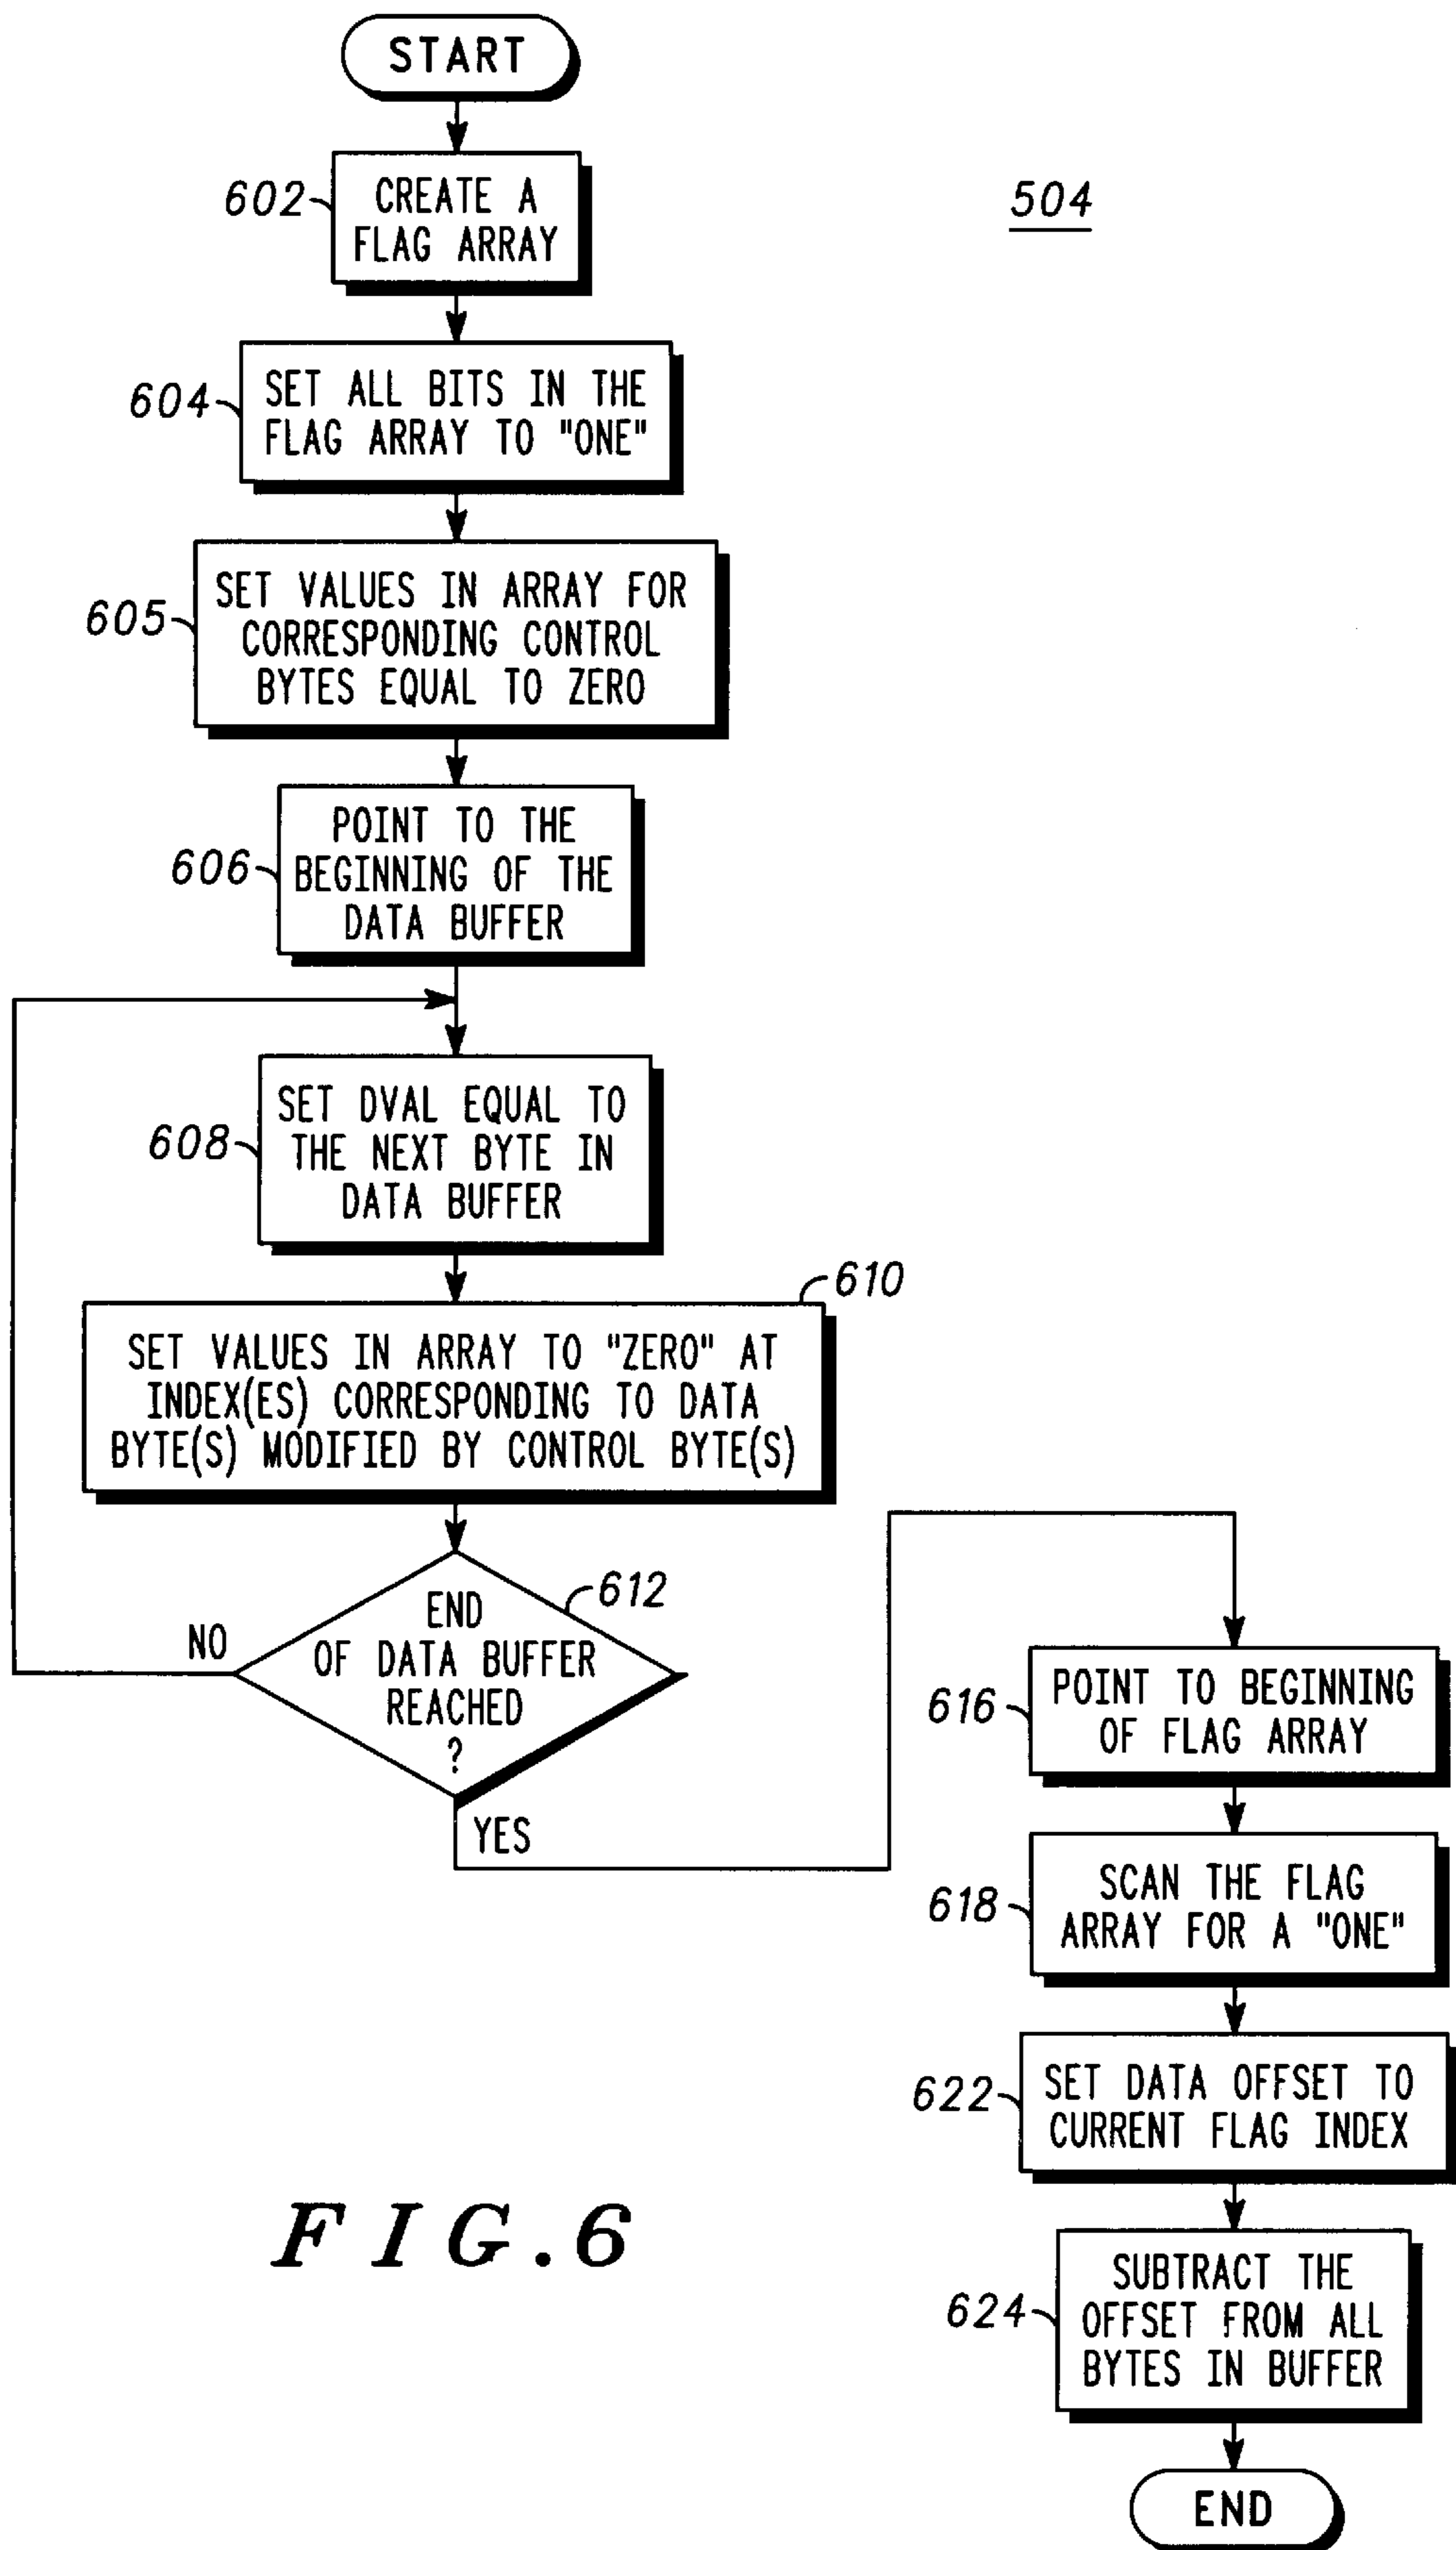 START
602
CREATE A
FLAG ARRAY
504
604
SET ALL BITS IN THE
FLAG ARRAY TO "ONE"
605
SET VALUES IN ARRAY FOR
CORRESPONDING CONTROL
BYTES EQUAL TO ZERO
606
POINT TO THE
BEGINNING OF THE
DATA BUFFER
608
SET DVAL EQUAL TO
THE NEXT BYTE IN
DATA BUFFER
610
SET VALUES IN ARRAY TO "ZERO" AT
INDEX(ES) CORRESPONDING TO DATA
BYTE(S) MODIFIED BY CONTROL BYTE(S)
612
END
OF DATA BUFFER
REACHED
?
NO
YES
616
POINT TO BEGINNING
OF FLAG ARRAY
618
SCAN THE FLAG
ARRAY FOR A "ONE"
622
SET DATA OFFSET TO
CURRENT FLAG INDEX
624
SUBTRACT THE
OFFSET FROM ALL
BYTES IN BUFFER
END
FIG.6